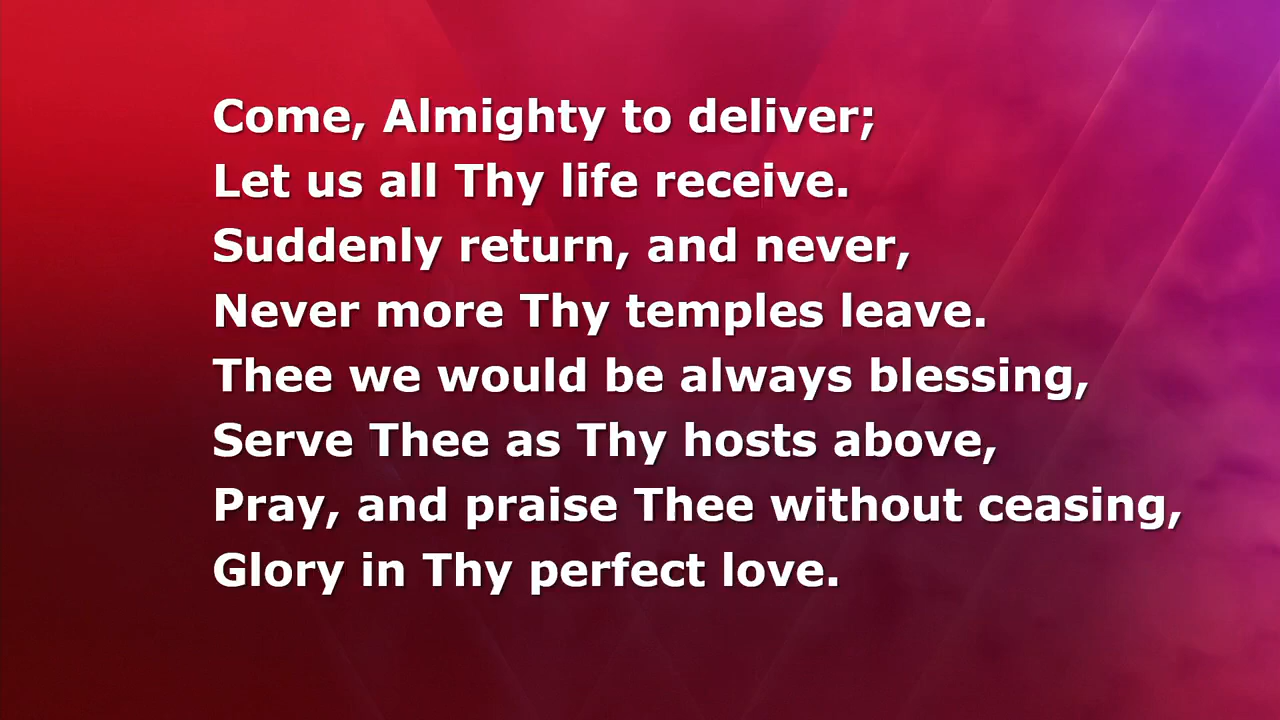 Come, Almighty to deliver;
Let us all Thy life receive.
Suddenly return, and never,
Never more Thy temples leave.
Thee we would be always blessing,
Serve Thee as Thy hosts above,
Pray, and praise Thee without ceasing,
Glory in Thy perfect love.